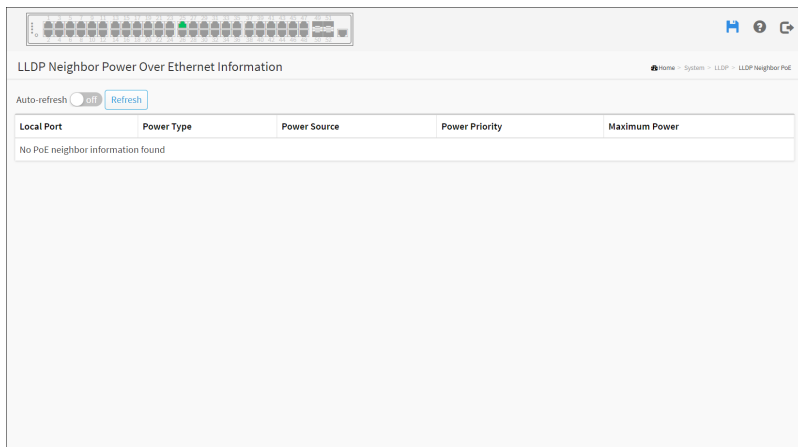 LLDP Neighbor Power Over Ethernet Information
Home > System > LLDP > LLDP Neighbor PoE
Auto-refresh off Refresh
Local Port Power Type Power Source Power Priority Maximum Power
No PoE neighbor information found